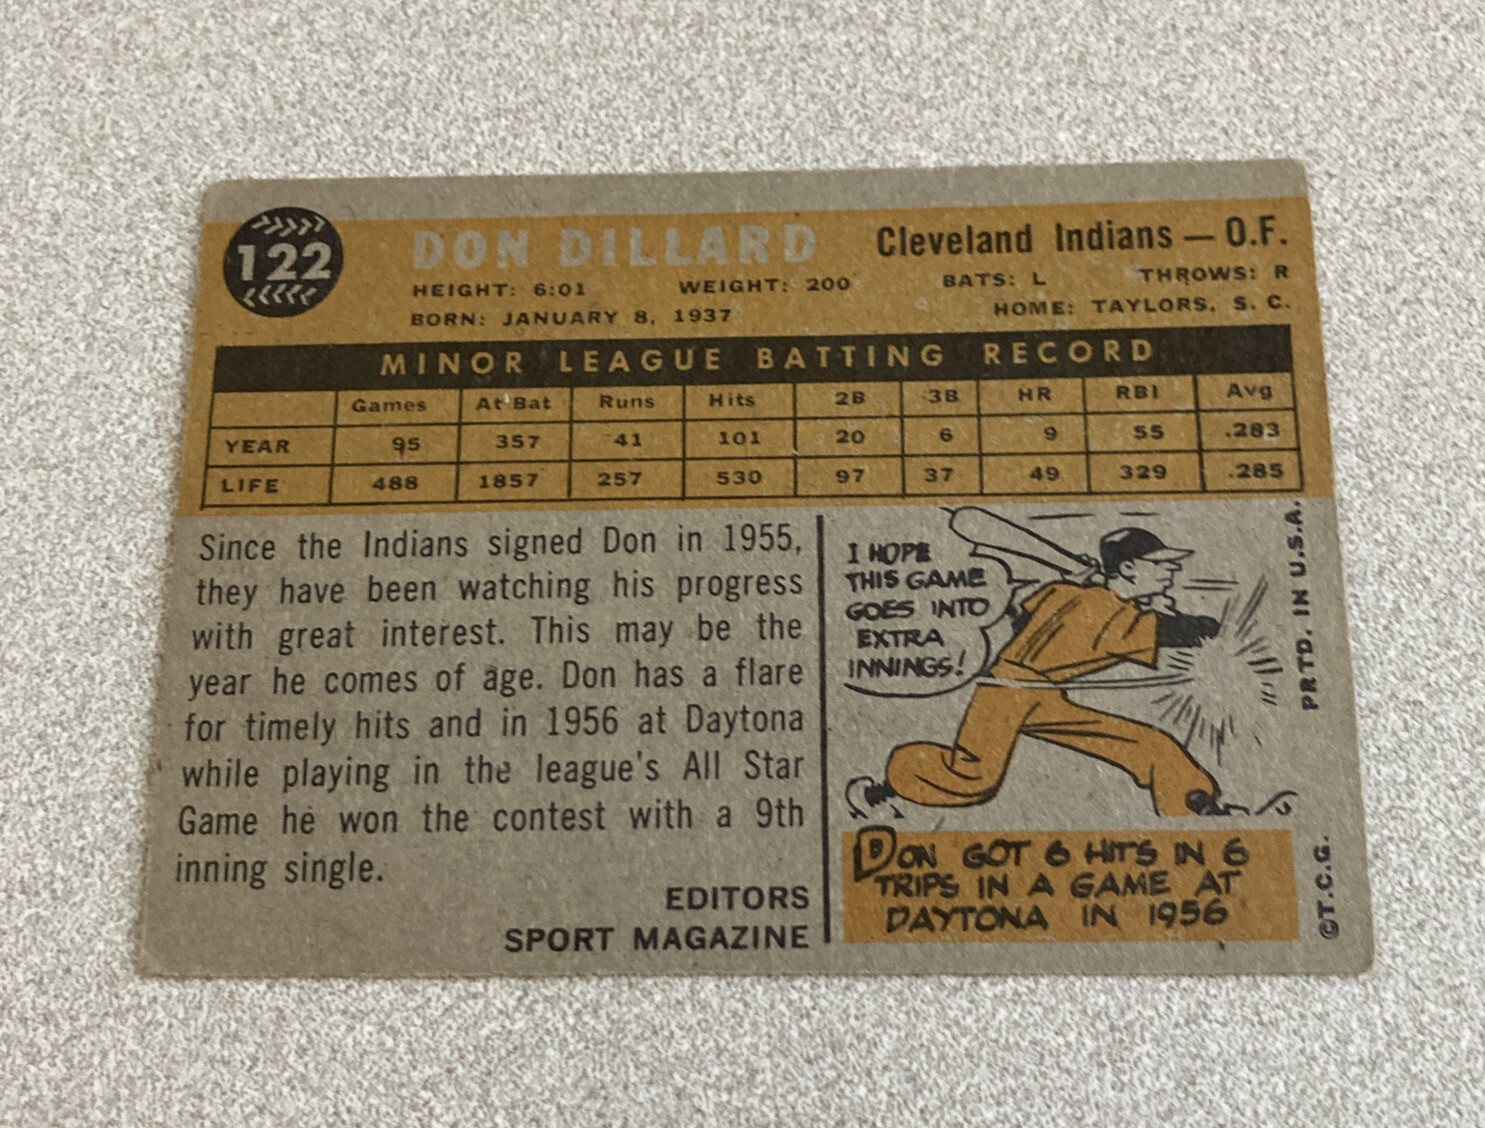 122
DON DILLARD
Cleveland Indians — O.F.
HEIGHT: 6:01 WEIGHT: 200 BATS: L THROWS: R
BORN: JANUARY 8, 1937 HOME: TAYLORS, S. C.
MINOR LEAGUE BATTING RECORD
Games At Bat Runs Hits 2B 3B HR RBI Avg
YEAR 95 357 41 101 20 6 9 55 .283
LIFE 488 1857 257 530 97 37 49 329 .285
Since the Indians signed Don in 1955,
they have been watching his progress
with great interest. This may be the
year he comes of age. Don has a flare
for timely hits and in 1956 at Daytona
while playing in the league's All Star
Game he won the contest with a 9th
inning single.
EDITORS
SPORT MAGAZINE
I HOPE
THIS GAME
GOES INTO
EXTRA
INNINGS!
DON GOT 6 HITS IN 6
TRIPS IN A GAME AT
DAYTONA IN 1956
©T.C.G. PRTD. IN U.S.A.